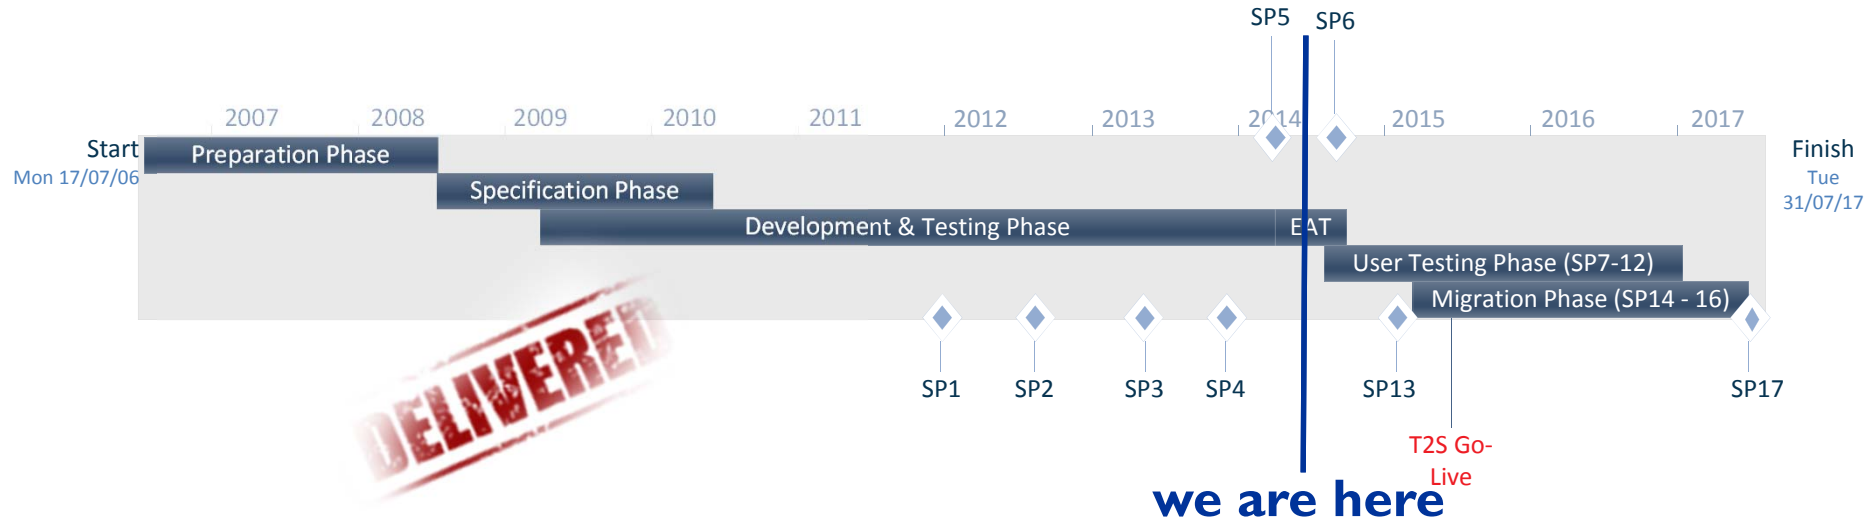 SP5
SP6
2007
2008
2009
2010
2011
2012
2013
2014
2015
2016
2017
Start
Mon 17/07/06
Preparation Phase
Finish
Tue
31/07/17
Specification Phase
Development & Testing Phase
EAT
User Testing Phase (SP7-12)
Migration Phase (SP14 - 16)
DELIVERED
SP1
SP2
SP3
SP4
SP13
SP17
T2S Go-
Live
we are here